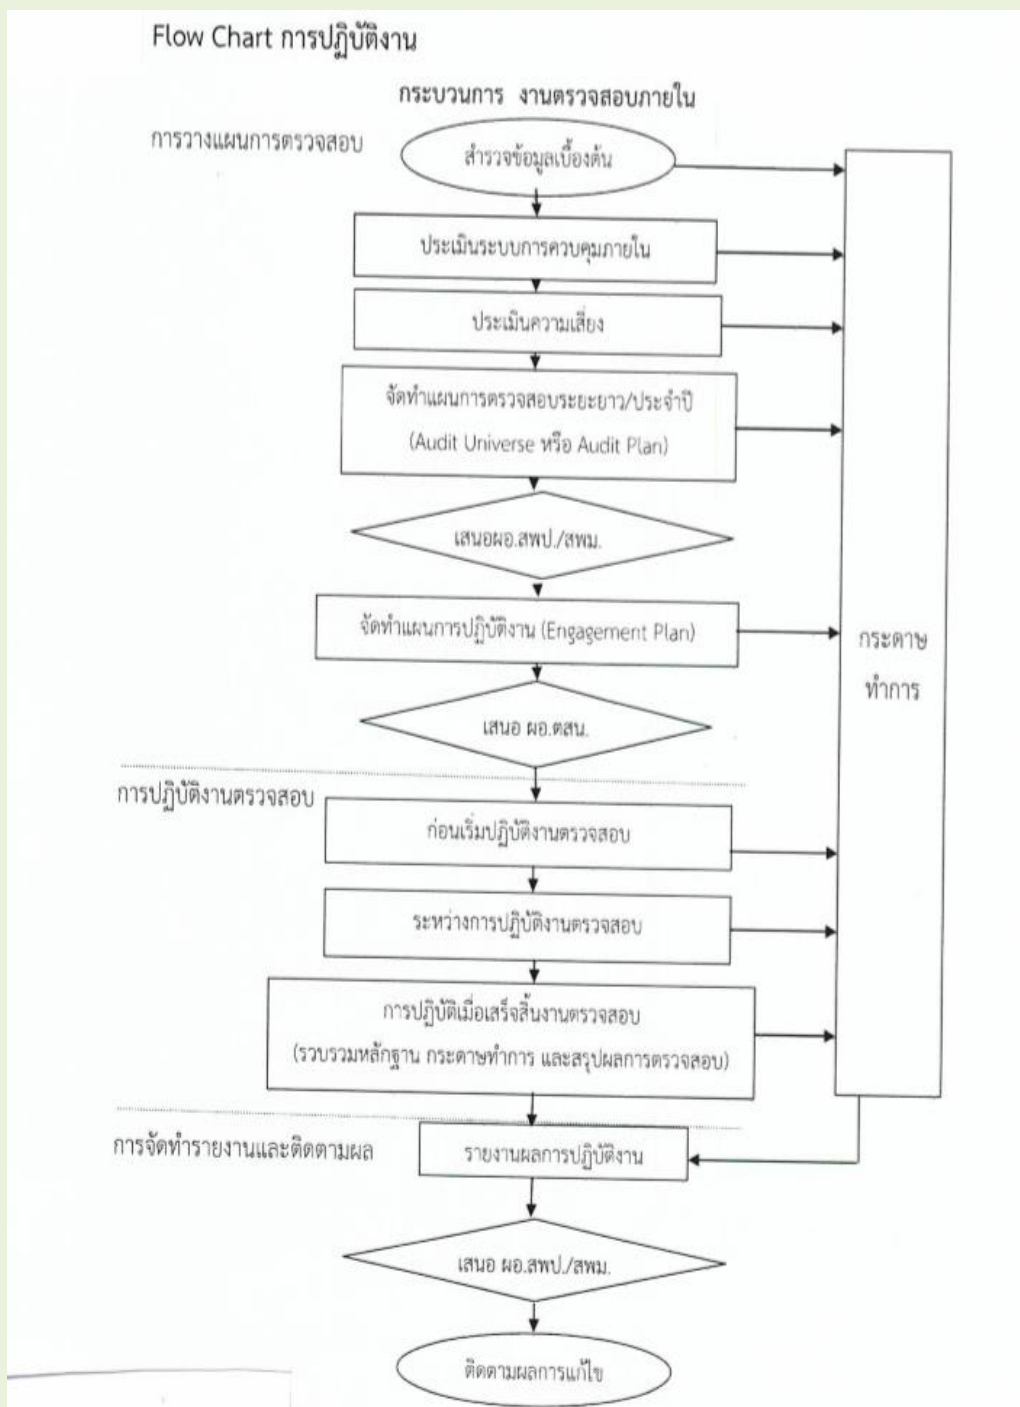 Flow Chart การปฏิบัติงาน
กระบวนการ งานตรวจสอบภายใน
การวางแผนการตรวจสอบ
สำรวจข้อมูลเบื้องต้น
ประเมินระบบการควบคุมภายใน
ประเมินความเสี่ยง
จัดทำแผนการตรวจสอบระยะยาว/ประจำปี
(Audit Universe หรือ Audit Plan)
เสนอผอ.สพป./สพม.
จัดทำแผนการปฏิบัติงาน (Engagement Plan)
กระดาษ
ทำการ
เสนอ ผอ.ตสน.
การปฏิบัติงานตรวจสอบ
ก่อนเริ่มปฏิบัติงานตรวจสอบ
ระหว่างการปฏิบัติงานตรวจสอบ
การปฏิบัติเมื่อเสร็จสิ้นงานตรวจสอบ
(รวบรวมหลักฐาน กระดาษทำการ และสรุปผลการตรวจสอบ)
การจัดทำรายงานและติดตามผล
รายงานผลการปฏิบัติงาน
เสนอ ผอ.สพป./สพม.
ติดตามผลการแก้ไข